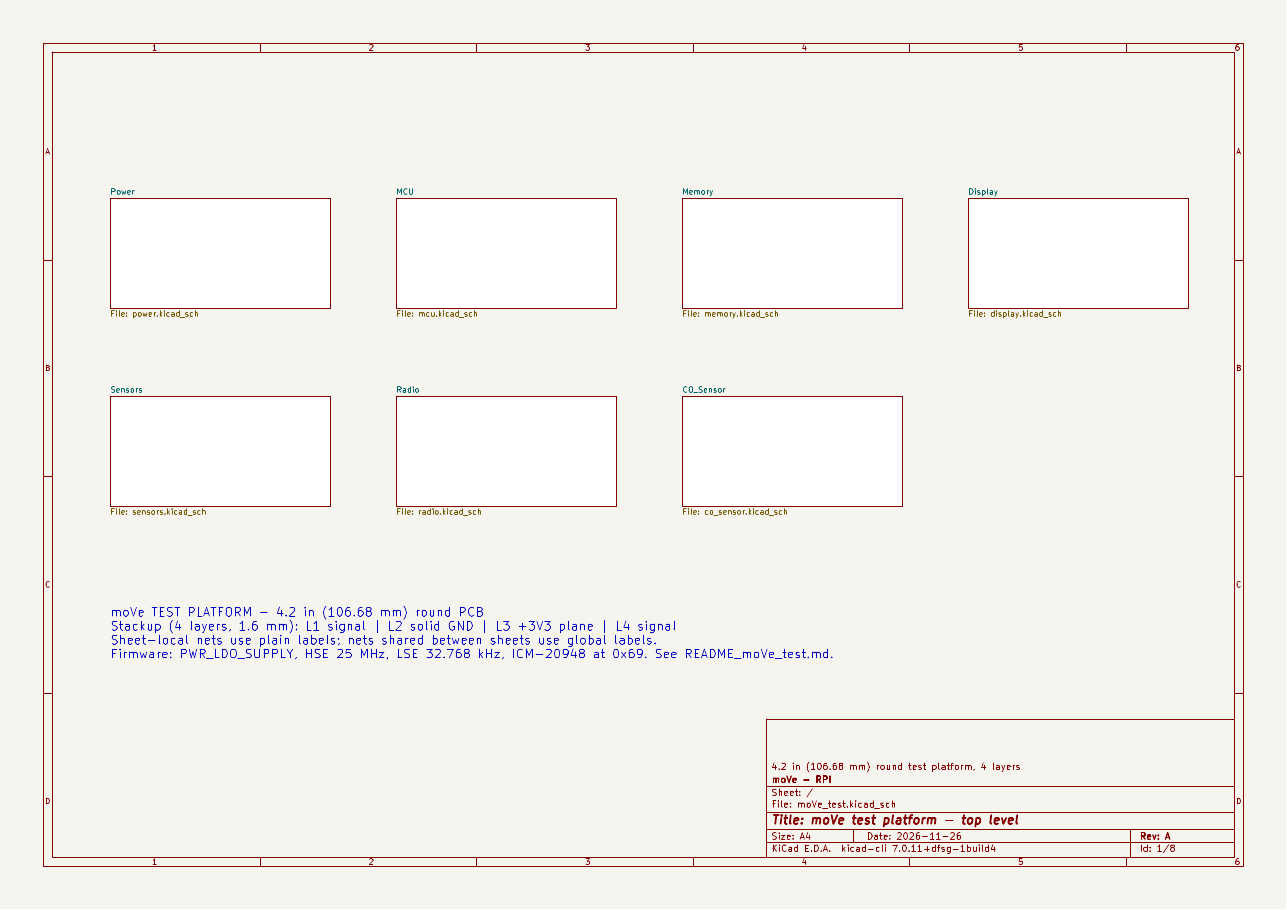 1 2 3 4 5 6
A A
Power MCU Memory Display
File: power.kicad_sch File: mcu.kicad_sch File: memory.kicad_sch File: display.kicad_sch
B B
Sensors Radio CO_Sensor
File: sensors.kicad_sch File: radio.kicad_sch File: co_sensor.kicad_sch
C C
moVe TEST PLATFORM – 4.2 in (106.68 mm) round PCB
Stackup (4 layers, 1.6 mm): L1 signal | L2 solid GND | L3 +3V3 plane | L4 signal
Sheet–local nets use plain labels; nets shared between sheets use global labels.
Firmware: PWR_LDO_SUPPLY, HSE 25 MHz, LSE 32.768 kHz, ICM–20948 at 0x69. See README_moVe_test.md.
4.2 in (106.68 mm) round test platform, 4 layers
moVe – RPI
Sheet: /
D D
File: moVe_test.kicad_sch
Title: moVe test platform – top level
Size: A4 Date: 2026–11–26 Rev: A
KiCad E.D.A. kicad–cli 7.0.11+dfsg–1build4 Id: 1/8
1 2 3 4 5 6